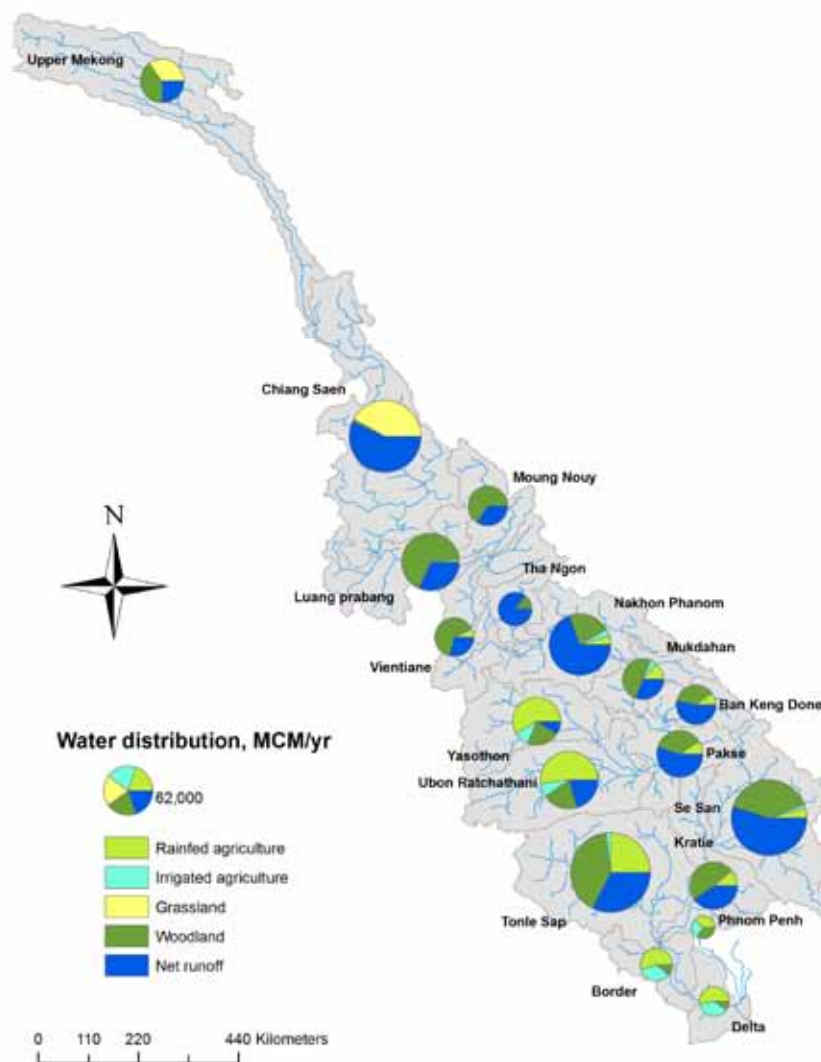 Upper Mekong
Chiang Saen
Moung Nouy
N
Tha Ngon
Luang prabang
Nakhon Phanom
Mukdahan
Vientiane
Ban Keng Done
Water distribution, MCM/yr
Yasothon
Pakse
Ubon Ratchathani
62,000
Se San
Kratie
Rainfed agriculture
Irrigated agriculture
Grassland
Woodland
Net runoff
Tonle Sap
Phnom Penh
Border
Delta
0 110 220 440 Kilometers